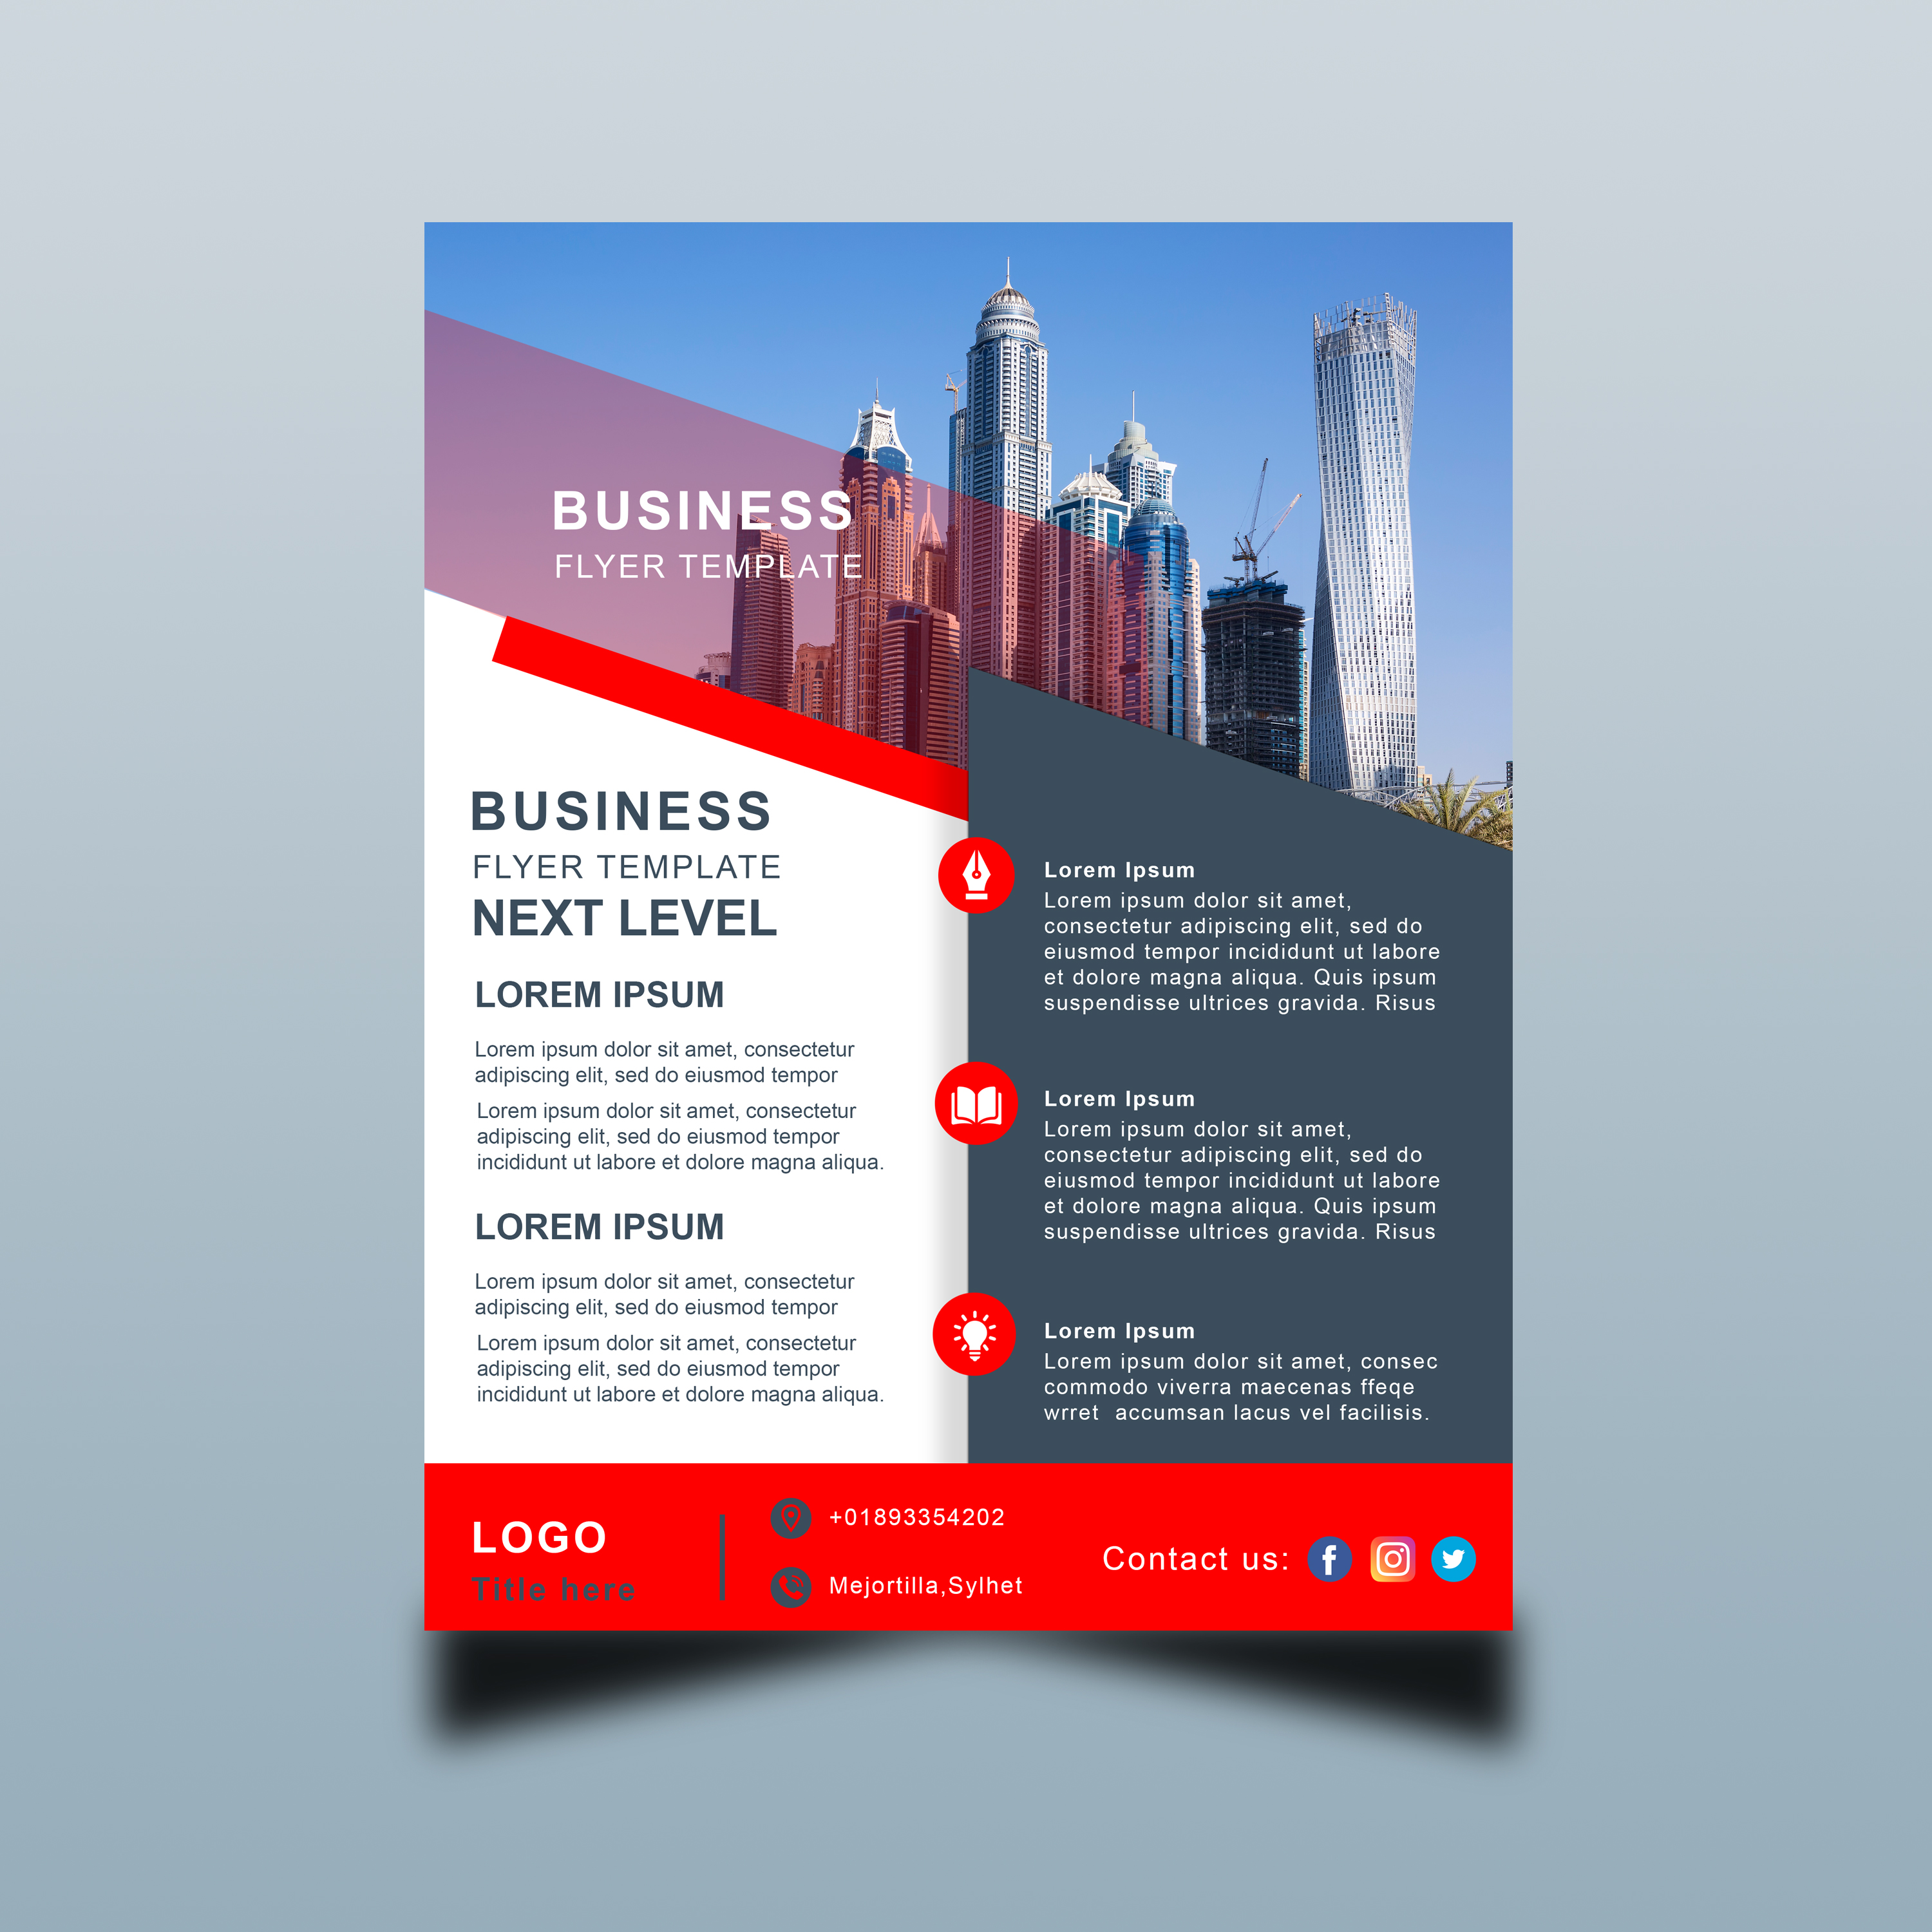 BUSINESS
FLYER TEMPLATE
BUSINESS
FLYER TEMPLATE
NEXT LEVEL
LOREM IPSUM
Lorem ipsum dolor sit amet, consectetur
adipiscing elit, sed do eiusmod tempor
Lorem ipsum dolor sit amet, consectetur
adipiscing elit, sed do eiusmod tempor
incididunt ut labore et dolore magna aliqua.
LOREM IPSUM
Lorem ipsum dolor sit amet, consectetur
adipiscing elit, sed do eiusmod tempor
Lorem ipsum dolor sit amet, consectetur
adipiscing elit, sed do eiusmod tempor
incididunt ut labore et dolore magna aliqua.
Lorem Ipsum
Lorem ipsum dolor sit amet,
consectetur adipiscing elit, sed do
eiusmod tempor incididunt ut labore
et dolore magna aliqua. Quis ipsum
suspendisse ultrices gravida. Risus
Lorem Ipsum
Lorem ipsum dolor sit amet,
consectetur adipiscing elit, sed do
eiusmod tempor incididunt ut labore
et dolore magna aliqua. Quis ipsum
suspendisse ultrices gravida. Risus
Lorem Ipsum
Lorem ipsum dolor sit amet, consec
commodo viverra maecenas ffeqe
wrret  accumsan lacus vel facilisis.
LOGO
Title here
+01893354202
Mejortilla,Sylhet
Contact us: